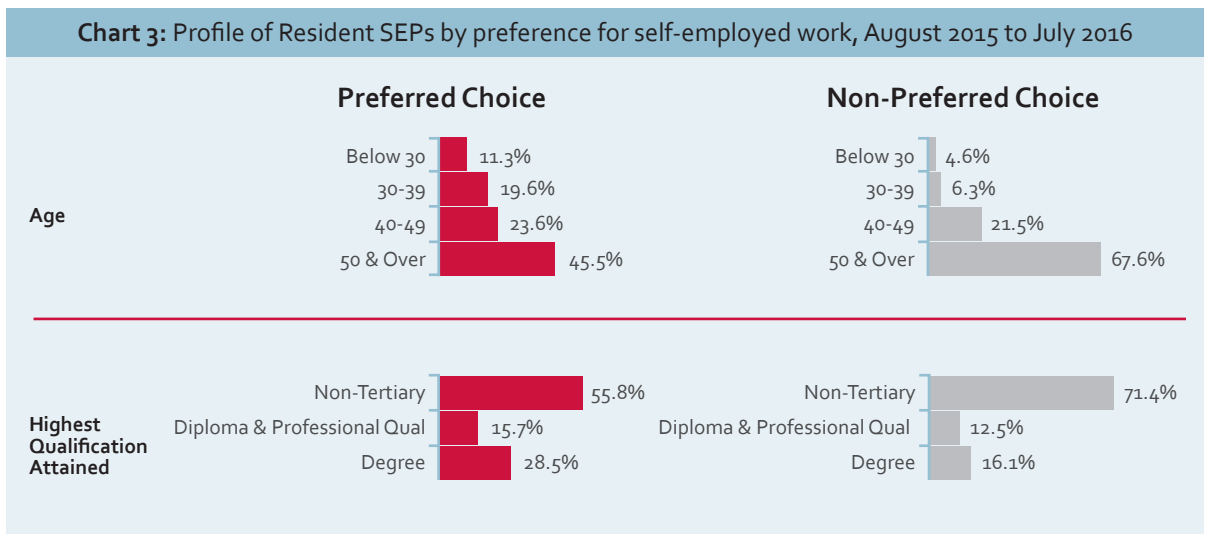 Chart 3: Profile of Resident SEPs by preference for self-employed work, August 2015 to July 2016
Preferred Choice
Non-Preferred Choice
Age
Below 30 11.3%
30-39 19.6%
40-49 23.6%
50 & Over 45.5%
Below 30 4.6%
30-39 6.3%
40-49 21.5%
50 & Over 67.6%
Highest
Qualification
Attained
Non-Tertiary 55.8%
Diploma & Professional Qual 15.7%
Degree 28.5%
Non-Tertiary 71.4%
Diploma & Professional Qual 12.5%
Degree 16.1%